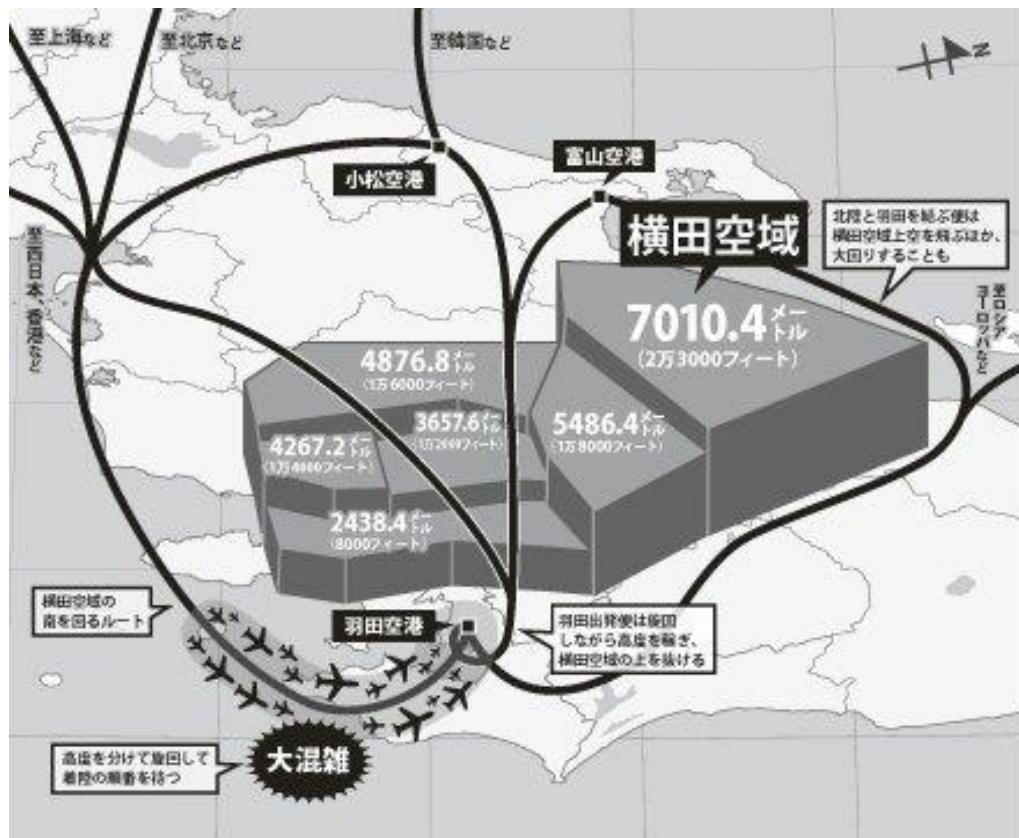 至上海など
至北京など
至韓国など
N
小松空港
富山空港
横田空域
北陸と羽田を結ぶ便は
横田空域上空を飛ぶほか、
大回りすることも
至西日本、香港など
至ロシア
ヨーロッパなど
7010.4メートル
(2万3000フィート)
4876.8メートル
(1万6000フィート)
3657.6メートル
(1万2000フィート)
5486.4メートル
(1万8000フィート)
4267.2メートル
(1万4000フィート)
2438.4メートル
(8000フィート)
横田空域の
南を回るルート
羽田空港
羽田出発便は旋回
しながら高度を稼ぎ、
横田空域の上を抜ける
高度を分けて旋回して
着陸の順番を待つ
大混雑